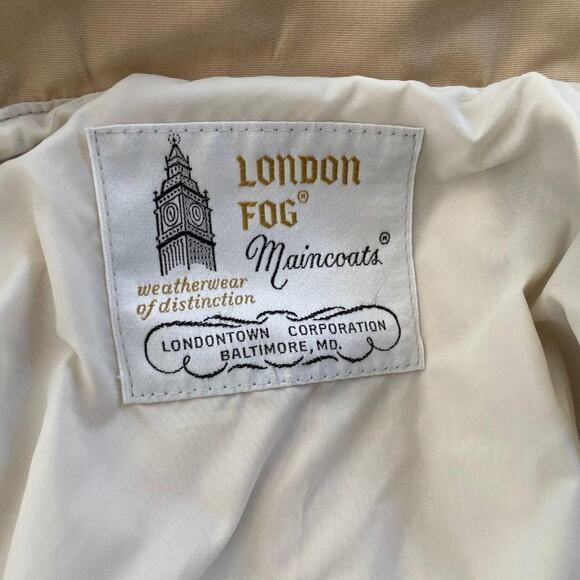 LONDON
FOG®
Maincoats®
weatherwear
of distinction
LONDONTOWN CORPORATION
BALTIMORE, MD.